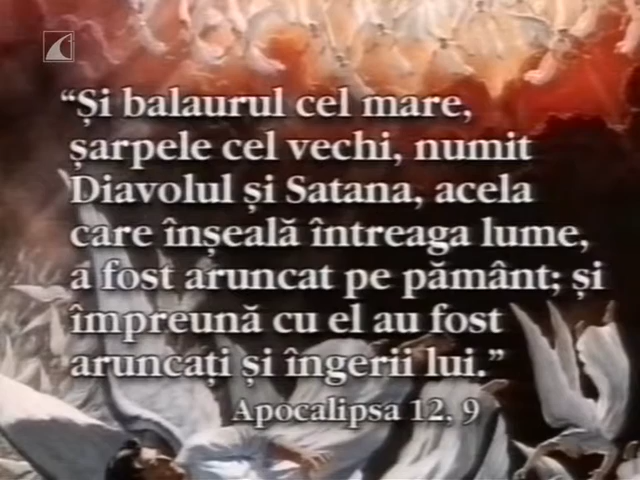 “Și balaurul cel mare,
șarpele cel vechi, numit
Diavolul și Satana, acela
care înșeală întreaga lume,
a fost aruncat pe pământ; și
împreună cu el au fost
aruncați și îngerii lui.”
Apocalipsa 12, 9